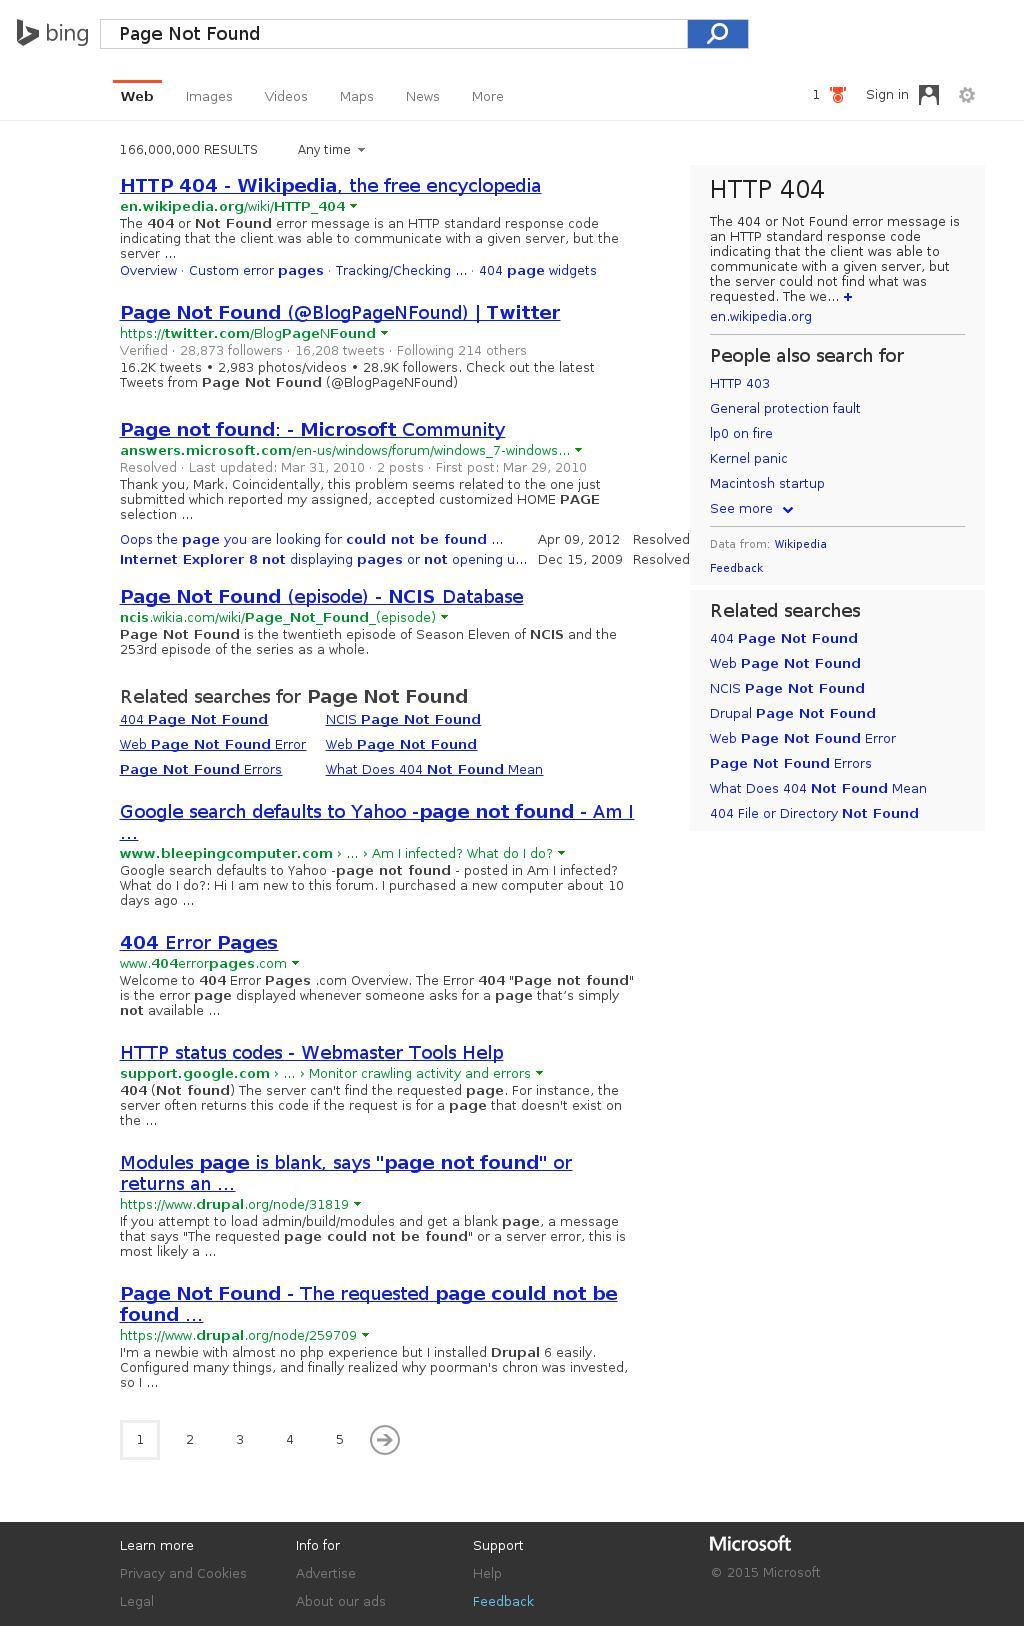 bing
Page Not Found
Web Images Videos Maps News More
1 Sign in
166,000,000 RESULTS Any time
HTTP 404 - Wikipedia, the free encyclopedia
en.wikipedia.org/wiki/HTTP_404
The 404 or Not Found error message is an HTTP standard response code
indicating that the client was able to communicate with a given server, but the
server ...
Overview · Custom error pages · Tracking/Checking ... · 404 page widgets
Page Not Found (@BlogPageNFound) | Twitter
https://twitter.com/BlogPageNFound
Verified · 28,873 followers · 16,208 tweets · Following 214 others
16.2K tweets • 2,983 photos/videos • 28.9K followers. Check out the latest
Tweets from Page Not Found (@BlogPageNFound)
Page not found: - Microsoft Community
answers.microsoft.com/en-us/windows/forum/windows_7-windows...
Resolved · Last updated: Mar 31, 2010 · 2 posts · First post: Mar 29, 2010
Thank you, Mark. Coincidentally, this problem seems related to the one just
submitted which reported my assigned, accepted customized HOME PAGE
selection ...
Oops the page you are looking for could not be found ... Apr 09, 2012 Resolved
Internet Explorer 8 not displaying pages or not opening u... Dec 15, 2009 Resolved
Page Not Found (episode) - NCIS Database
ncis.wikia.com/wiki/Page_Not_Found_(episode)
Page Not Found is the twentieth episode of Season Eleven of NCIS and the
253rd episode of the series as a whole.
Related searches for Page Not Found
404 Page Not Found NCIS Page Not Found
Web Page Not Found Error Web Page Not Found
Page Not Found Errors What Does 404 Not Found Mean
Google search defaults to Yahoo -page not found - Am I
...
www.bleepingcomputer.com › ... › Am I infected? What do I do?
Google search defaults to Yahoo -page not found - posted in Am I infected?
What do I do?: Hi I am new to this forum. I purchased a new computer about 10
days ago ...
404 Error Pages
www.404errorpages.com
Welcome to 404 Error Pages .com Overview. The Error 404 "Page not found"
is the error page displayed whenever someone asks for a page that’s simply
not available ...
HTTP status codes - Webmaster Tools Help
support.google.com › ... › Monitor crawling activity and errors
404 (Not found) The server can't find the requested page. For instance, the
server often returns this code if the request is for a page that doesn't exist on
the ...
Modules page is blank, says "page not found" or
returns an ...
https://www.drupal.org/node/31819
If you attempt to load admin/build/modules and get a blank page, a message
that says "The requested page could not be found" or a server error, this is
most likely a ...
Page Not Found - The requested page could not be
found ...
https://www.drupal.org/node/259709
I'm a newbie with almost no php experience but I installed Drupal 6 easily.
Configured many things, and finally realized why poorman's chron was invested,
so I ...
1 2 3 4 5
HTTP 404
The 404 or Not Found error message is
an HTTP standard response code
indicating that the client was able to
communicate with a given server, but
the server could not find what was
requested. The we... +
en.wikipedia.org
People also search for
HTTP 403
General protection fault
lp0 on fire
Kernel panic
Macintosh startup
See more
Data from: Wikipedia
Feedback
Related searches
404 Page Not Found
Web Page Not Found
NCIS Page Not Found
Drupal Page Not Found
Web Page Not Found Error
Page Not Found Errors
What Does 404 Not Found Mean
404 File or Directory Not Found
Learn more Info for Support Microsoft
Privacy and Cookies Advertise Help © 2015 Microsoft
Legal About our ads Feedback